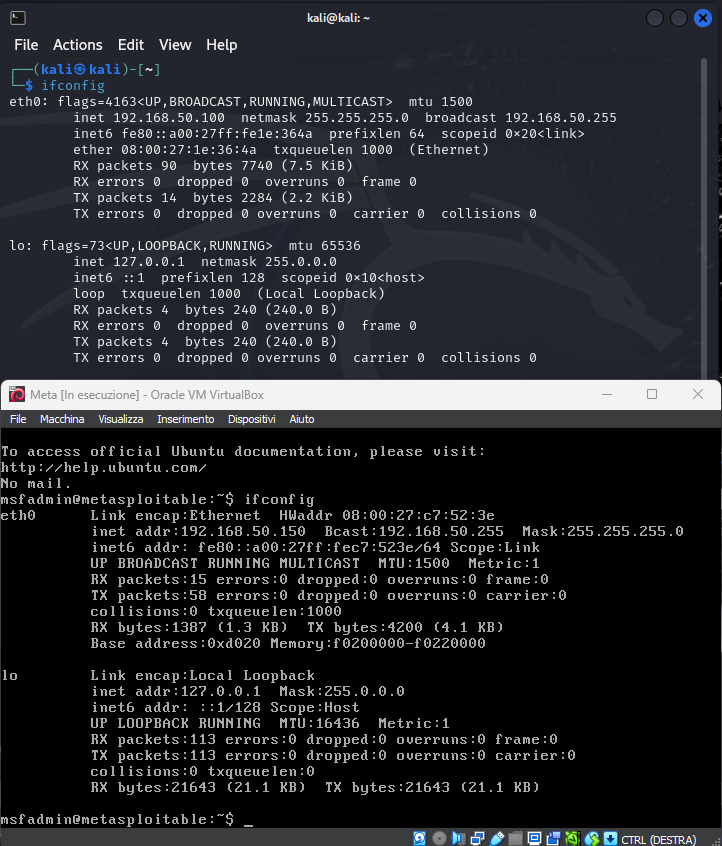 kali@kali: ~
File Actions Edit View Help
┌──(kali㉿kali)-[~]
└─$ ifconfig
eth0: flags=4163<UP,BROADCAST,RUNNING,MULTICAST>  mtu 1500
        inet 192.168.50.100  netmask 255.255.255.0  broadcast 192.168.50.255
        inet6 fe80::a00:27ff:fe1e:364a  prefixlen 64  scopeid 0×20<link>
        ether 08:00:27:1e:36:4a  txqueuelen 1000  (Ethernet)
        RX packets 90  bytes 7740 (7.5 KiB)
        RX errors 0  dropped 0  overruns 0  frame 0
        TX packets 14  bytes 2284 (2.2 KiB)
        TX errors 0  dropped 0 overruns 0  carrier 0  collisions 0
lo: flags=73<UP,LOOPBACK,RUNNING>  mtu 65536
        inet 127.0.0.1  netmask 255.0.0.0
        inet6 ::1  prefixlen 128  scopeid 0×10<host>
        loop  txqueuelen 1000  (Local Loopback)
        RX packets 4  bytes 240 (240.0 B)
        RX errors 0  dropped 0  overruns 0  frame 0
        TX packets 4  bytes 240 (240.0 B)
        TX errors 0  dropped 0 overruns 0  carrier 0  collisions 0
Meta [In esecuzione] - Oracle VM VirtualBox
File Macchina Visualizza Inserimento Dispositivi Aiuto
To access official Ubuntu documentation, please visit:
http://help.ubuntu.com/
No mail.
msfadmin@metasploitable:~$ ifconfig
eth0      Link encap:Ethernet  HWaddr 08:00:27:c7:52:3e
          inet addr:192.168.50.150  Bcast:192.168.50.255  Mask:255.255.255.0
          inet6 addr: fe80::a00:27ff:fec7:523e/64 Scope:Link
          UP BROADCAST RUNNING MULTICAST  MTU:1500  Metric:1
          RX packets:15 errors:0 dropped:0 overruns:0 frame:0
          TX packets:58 errors:0 dropped:0 overruns:0 carrier:0
          collisions:0 txqueuelen:1000
          RX bytes:1387 (1.3 KB)  TX bytes:4200 (4.1 KB)
          Base address:0xd020 Memory:f0200000-f0220000
lo        Link encap:Local Loopback
          inet addr:127.0.0.1  Mask:255.0.0.0
          inet6 addr: ::1/128 Scope:Host
          UP LOOPBACK RUNNING  MTU:16436  Metric:1
          RX packets:113 errors:0 dropped:0 overruns:0 frame:0
          TX packets:113 errors:0 dropped:0 overruns:0 carrier:0
          collisions:0 txqueuelen:0
          RX bytes:21643 (21.1 KB)  TX bytes:21643 (21.1 KB)
msfadmin@metasploitable:~$ _
CTRL (DESTRA)